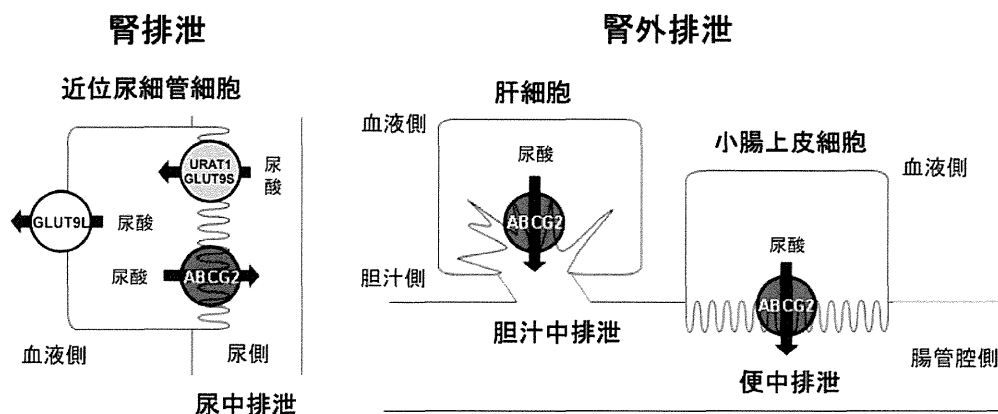 腎排泄
近位尿細管細胞
URAT1
GLUT9S
尿
酸
GLUT9L
尿酸
尿酸
ABCG2
血液側
尿側
尿中排泄
腎外排泄
肝細胞
血液側
尿酸
ABCG2
胆汁側
胆汁中排泄
小腸上皮細胞
血液側
尿酸
ABCG2
腸管腔側
便中排泄